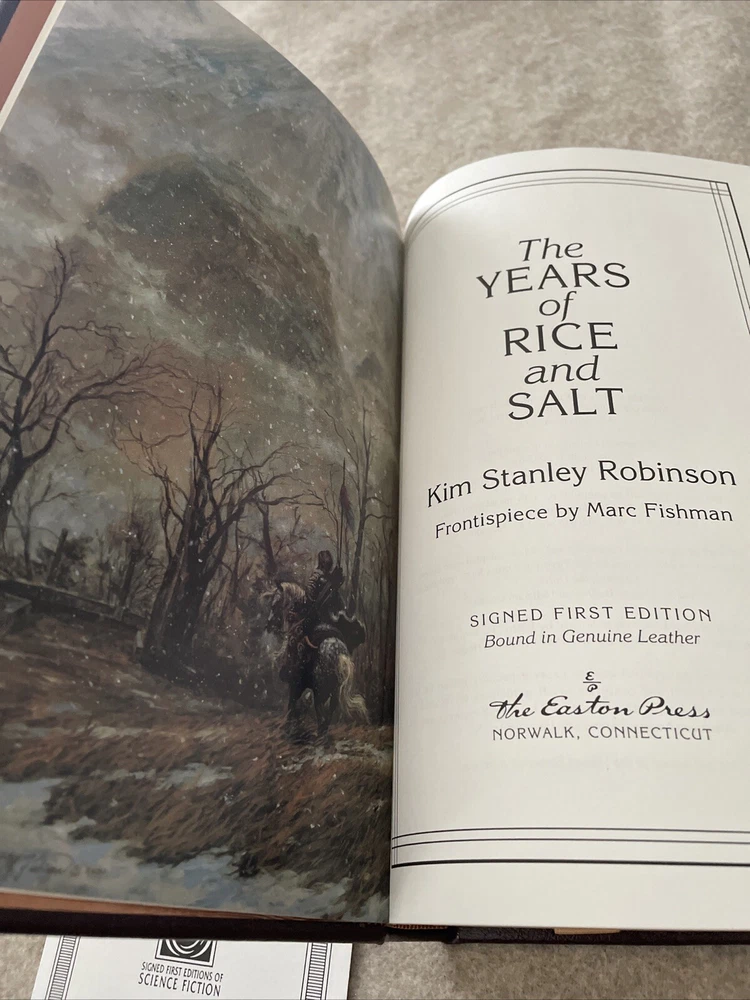 The
YEARS
of
RICE
and
SALT
Kim Stanley Robinson
Frontispiece by Marc Fishman
SIGNED FIRST EDITION
Bound in Genuine Leather
E
P
The Easton Press
NORWALK, CONNECTICUT
SIGNED FIRST EDITIONS OF
SCIENCE FICTION